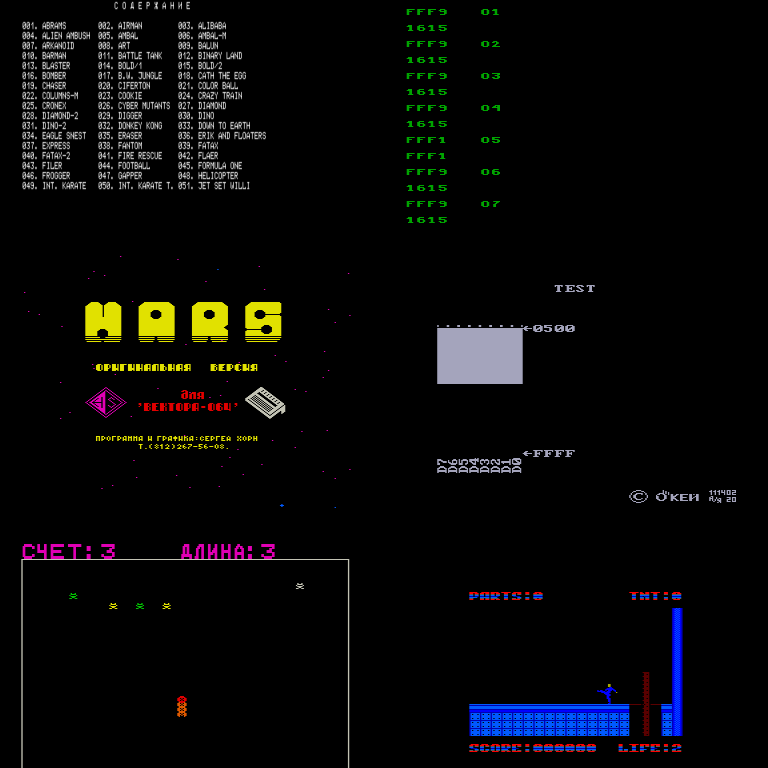 СОДЕРЖАНИЕ
001. ABRAMS 002. AIRMAN 003. ALIBABA
004. ALIEN AMBUSH 005. AMBAL 006. AMBAL-M
007. ARKANOID 008. ART 009. BALUN
010. BARMAN 011. BATTLE TANK 012. BINARY LAND
013. BLASTER 014. BOLD/1 015. BOLD/2
016. BOMBER 017. B.W. JUNGLE 018. CATH THE EGG
019. CHASER 020. CIFERTON 021. COLOR BALL
022. COLUMNS-M 023. COOKIE 024. CRAZY TRAIN
025. CRONEX 026. CYBER MUTANTS 027. DIAMOND
028. DIAMOND-2 029. DIGGER 030. DINO
031. DINO-2 032. DONKEY KONG 033. DOWN TO EARTH
034. EAGLE SNEST 035. ERASER 036. ERIK AND FLOATERS
037. EXPRESS 038. FANTOM 039. FATAX
040. FATAX-2 041. FIRE RESCUE 042. FLAER
043. FILER 044. FOOTBALL 045. FORMULA ONE
046. FROGGER 047. GAPPER 048. HELICOPTER
049. INT. KARATE 050. INT. KARATE T. 051. JET SET WILLI
FFF9 01
1615
FFF9 02
1615
FFF9 03
1615
FFF9 04
1615
FFF1 05
FFF1
FFF9 06
1615
FFF9 07
1615
ОРИГИНАЛЬНАЯ ВЕРСИЯ
для
'ВЕКТОРА-06Ц'
ПРОГРАММА И ГРАФИКА:СЕРГЕА ХОРН
Т.(812)267-56-08.
TEST
←0500
←FFFF
D7 D6 D5 D4 D3 D2 D1 D0
© О'КЕЙ 111402
А/Я 20
СЧЕТ:3 ДЛИНА:3
PARTS:0 TNT:0
SCORE:000000 LIFE:2